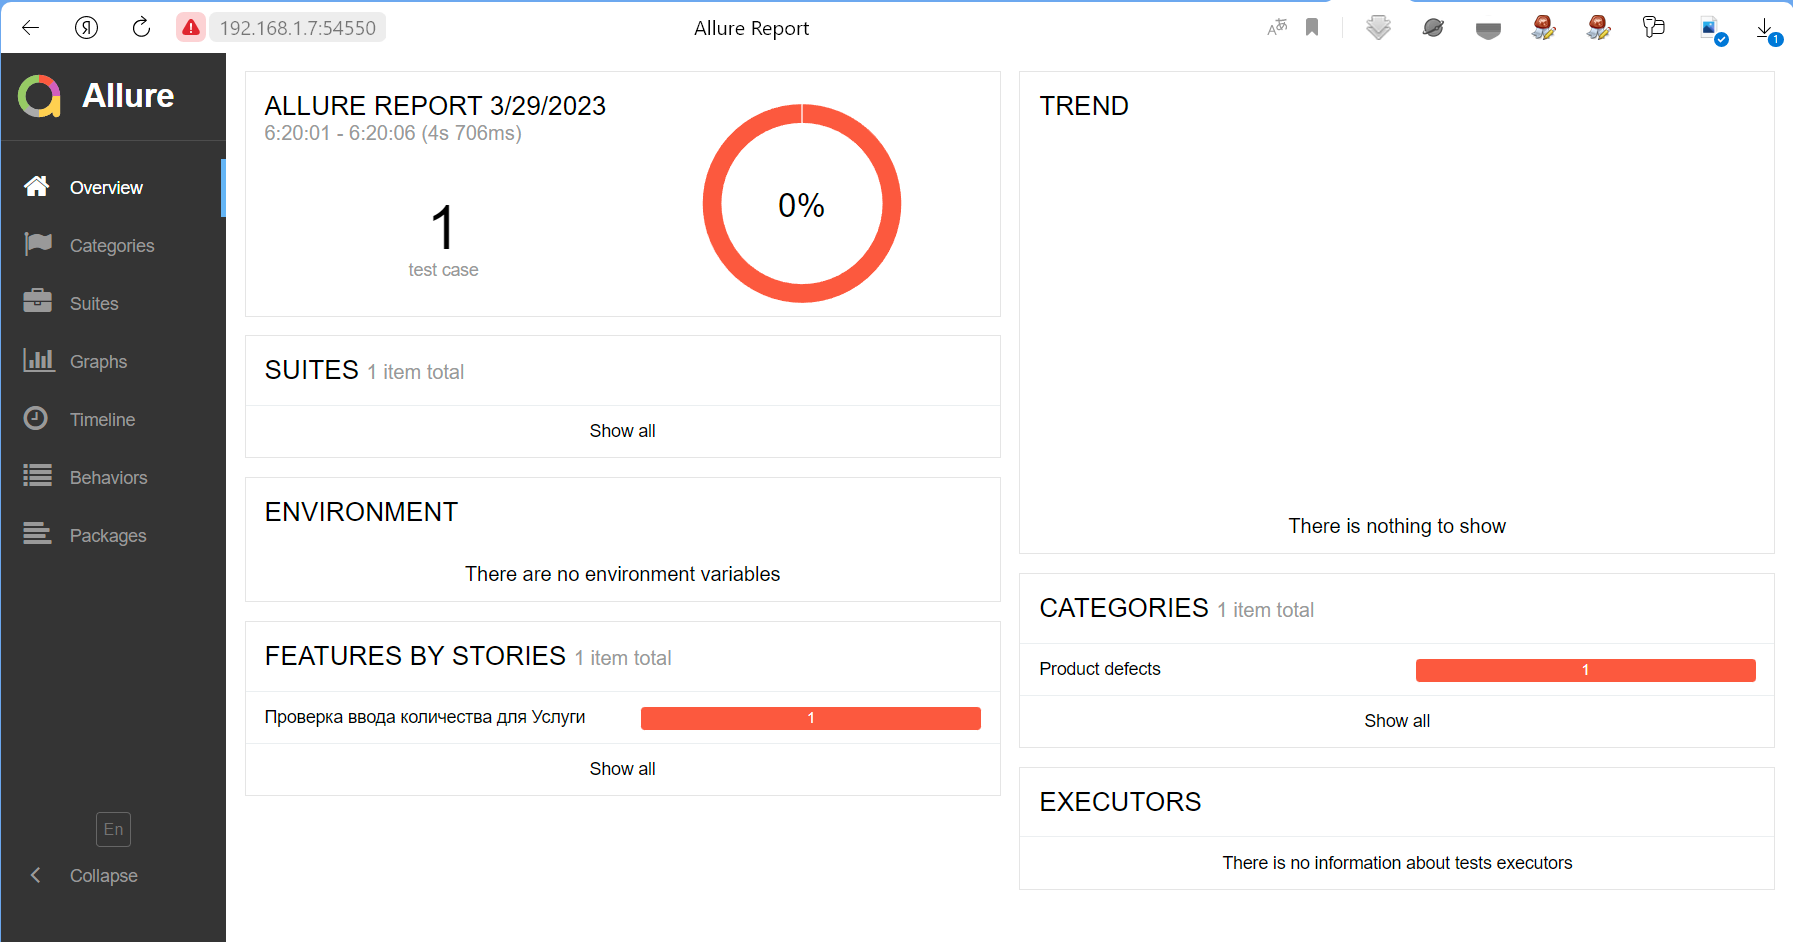 192.168.1.7:54550
Allure Report
1
Allure
Overview
Categories
Suites
Graphs
Timeline
Behaviors
Packages
En
Collapse
ALLURE REPORT 3/29/2023
6:20:01 - 6:20:06 (4s 706ms)
1
test case
0%
SUITES 1 item total
Show all
ENVIRONMENT
There are no environment variables
FEATURES BY STORIES 1 item total
Проверка ввода количества для Услуги 1
Show all
TREND
There is nothing to show
CATEGORIES 1 item total
Product defects 1
Show all
EXECUTORS
There is no information about tests executors